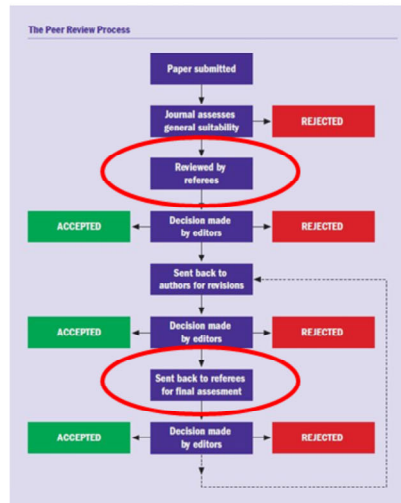 The Peer Review Process
Paper submitted
Journal assesses
general suitability
REJECTED
Reviewed by
referees
ACCEPTED
Decision made
by editors
REJECTED
Sent back to
authors for revisions
ACCEPTED
Decision made
by editors
REJECTED
Sent back to referees
for final assesment
ACCEPTED
Decision made
by editors
REJECTED